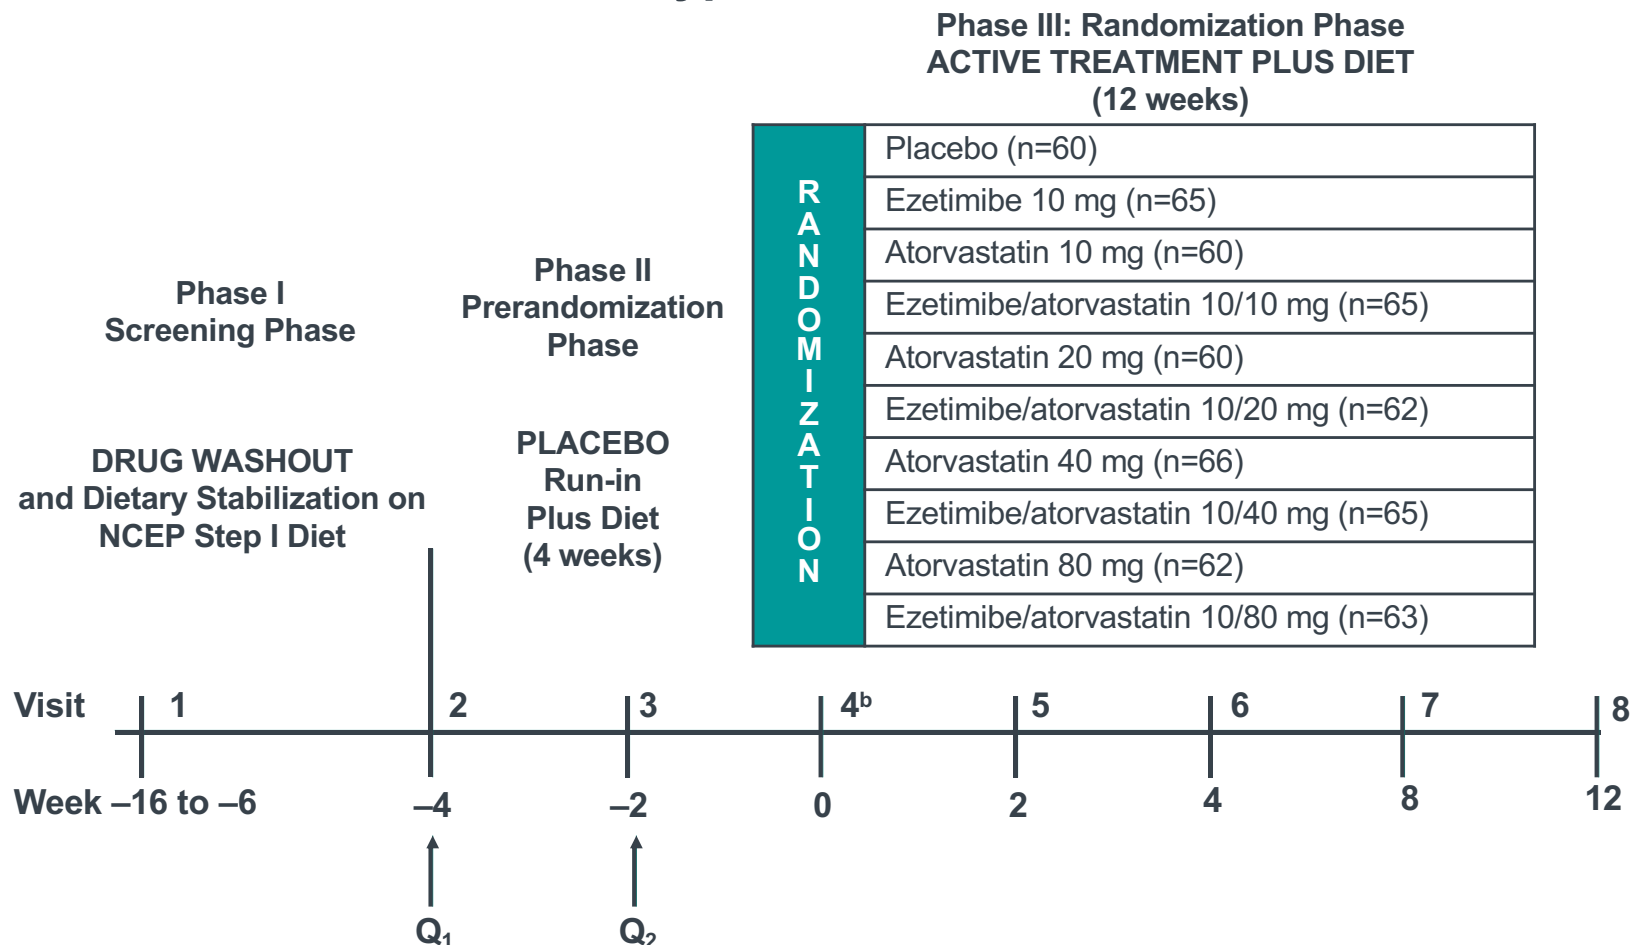 Phase III: Randomization Phase
ACTIVE TREATMENT PLUS DIET
(12 weeks)
RANDOMIZATION
Placebo (n=60)
Ezetimibe 10 mg (n=65)
Atorvastatin 10 mg (n=60)
Ezetimibe/atorvastatin 10/10 mg (n=65)
Atorvastatin 20 mg (n=60)
Ezetimibe/atorvastatin 10/20 mg (n=62)
Atorvastatin 40 mg (n=66)
Ezetimibe/atorvastatin 10/40 mg (n=65)
Atorvastatin 80 mg (n=62)
Ezetimibe/atorvastatin 10/80 mg (n=63)
Phase I
Screening Phase
DRUG WASHOUT
and Dietary Stabilization on
NCEP Step I Diet
Phase II
Prerandomization
Phase
PLACEBO
Run-in
Plus Diet
(4 weeks)
Visit 1 2 3 4ᵇ 5 6 7 8
Week –16 to –6 –4 –2 0 2 4 8 12
Q₁ Q₂